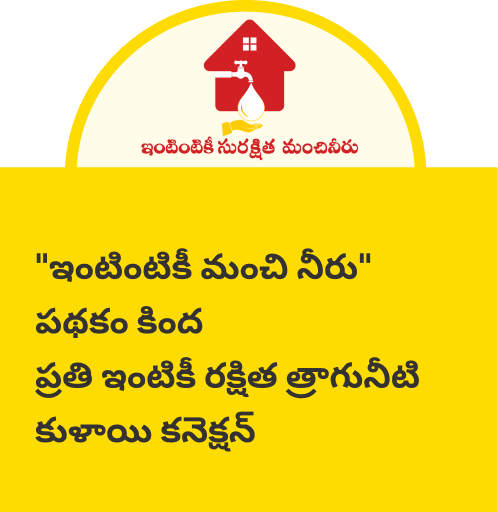 ఇంటింటికీ సురక్షిత మంచినీరు
"ఇంటింటికీ మంచి నీరు"
పథకం కింద
ప్రతి ఇంటికీ రక్షిత త్రాగునీటి
కుళాయి కనెక్షన్